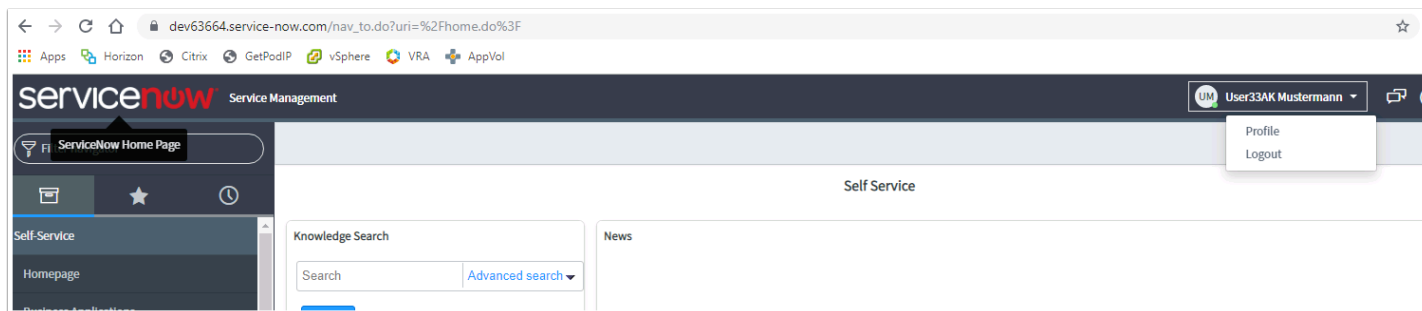 dev63664.service-now.com/nav_to.do?uri=%2Fhome.do%3F
Apps Horizon Citrix GetPodIP vSphere VRA AppVol
servicenow Service Management UM User33AK Mustermann
ServiceNow Home Page
Profile
Logout
Self Service
Self-Service
Knowledge Search News
Homepage
Search Advanced search
Business Applications